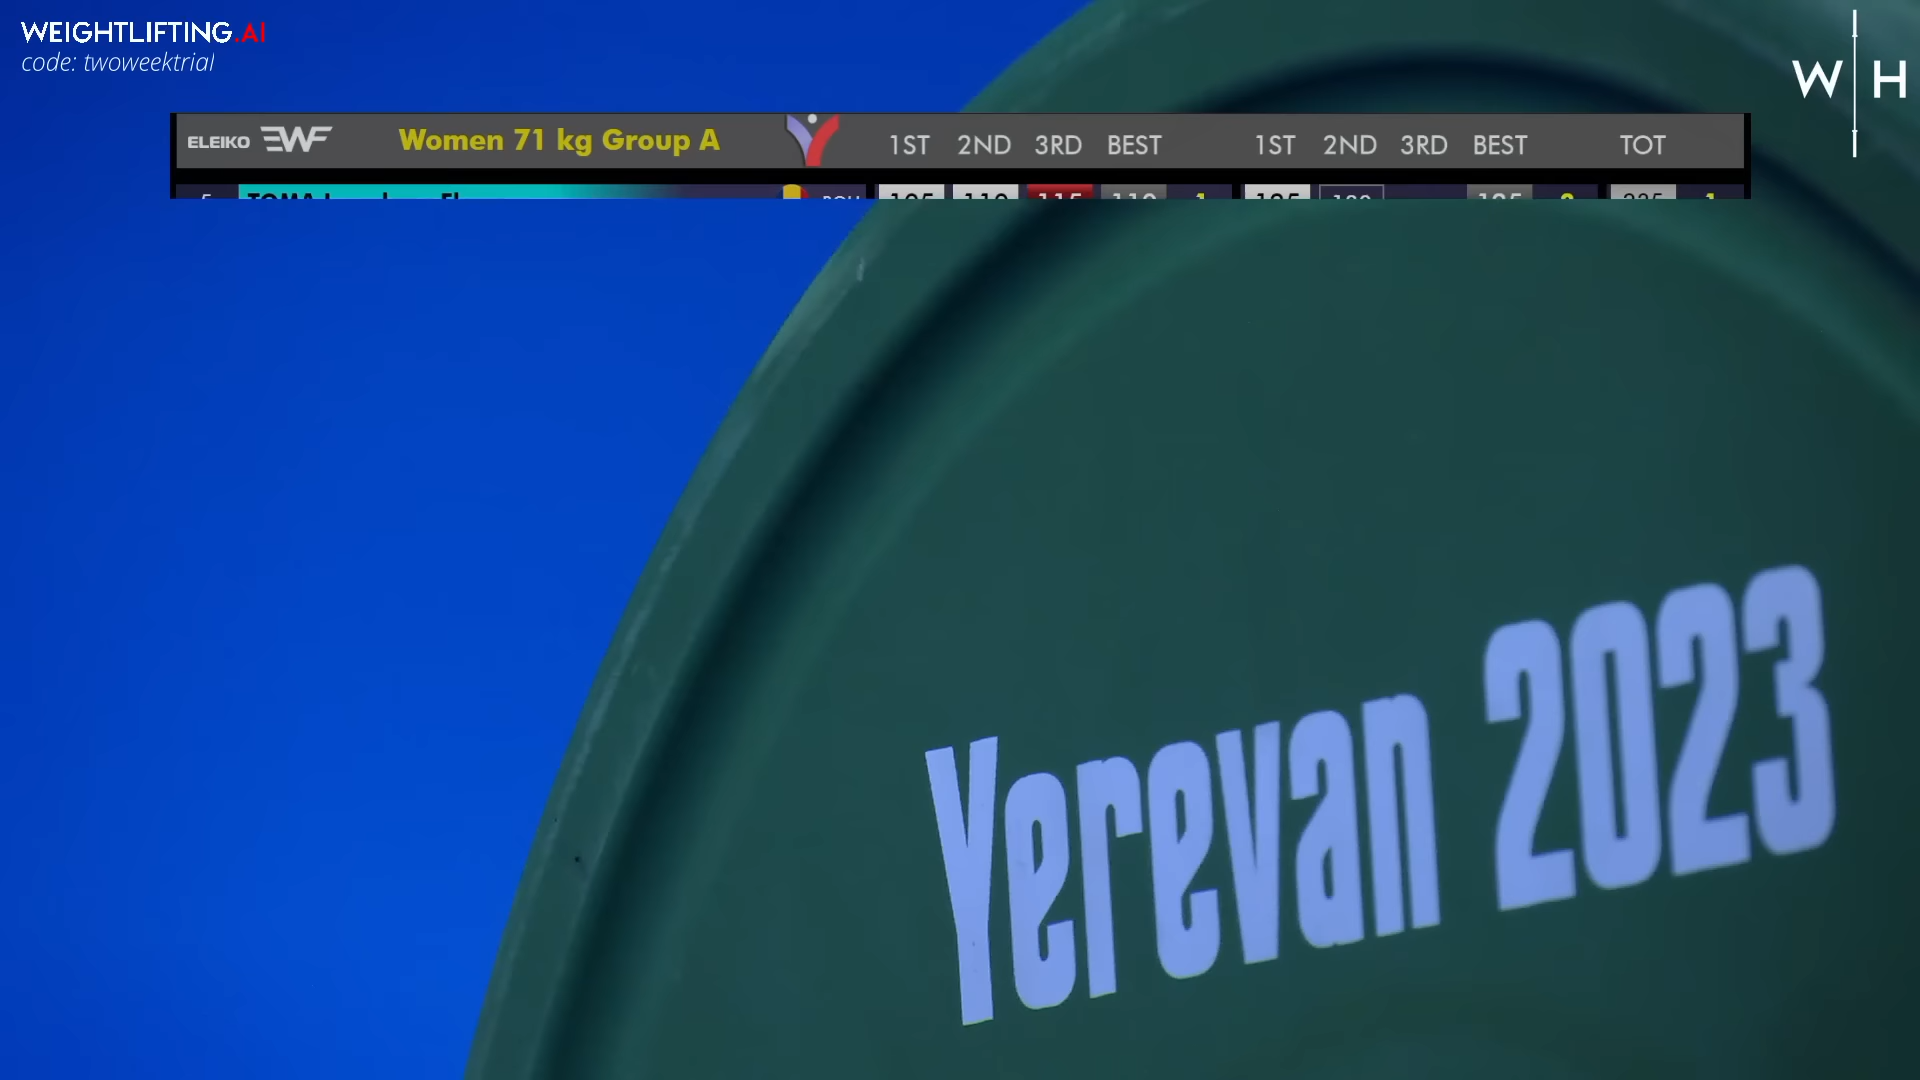 WEIGHTLIFTING.AI
code: twoweektrial
W H
ELEIKO EWF Women 71 kg Group A 1ST 2ND 3RD BEST 1ST 2ND 3RD BEST TOT
Yerevan 2023